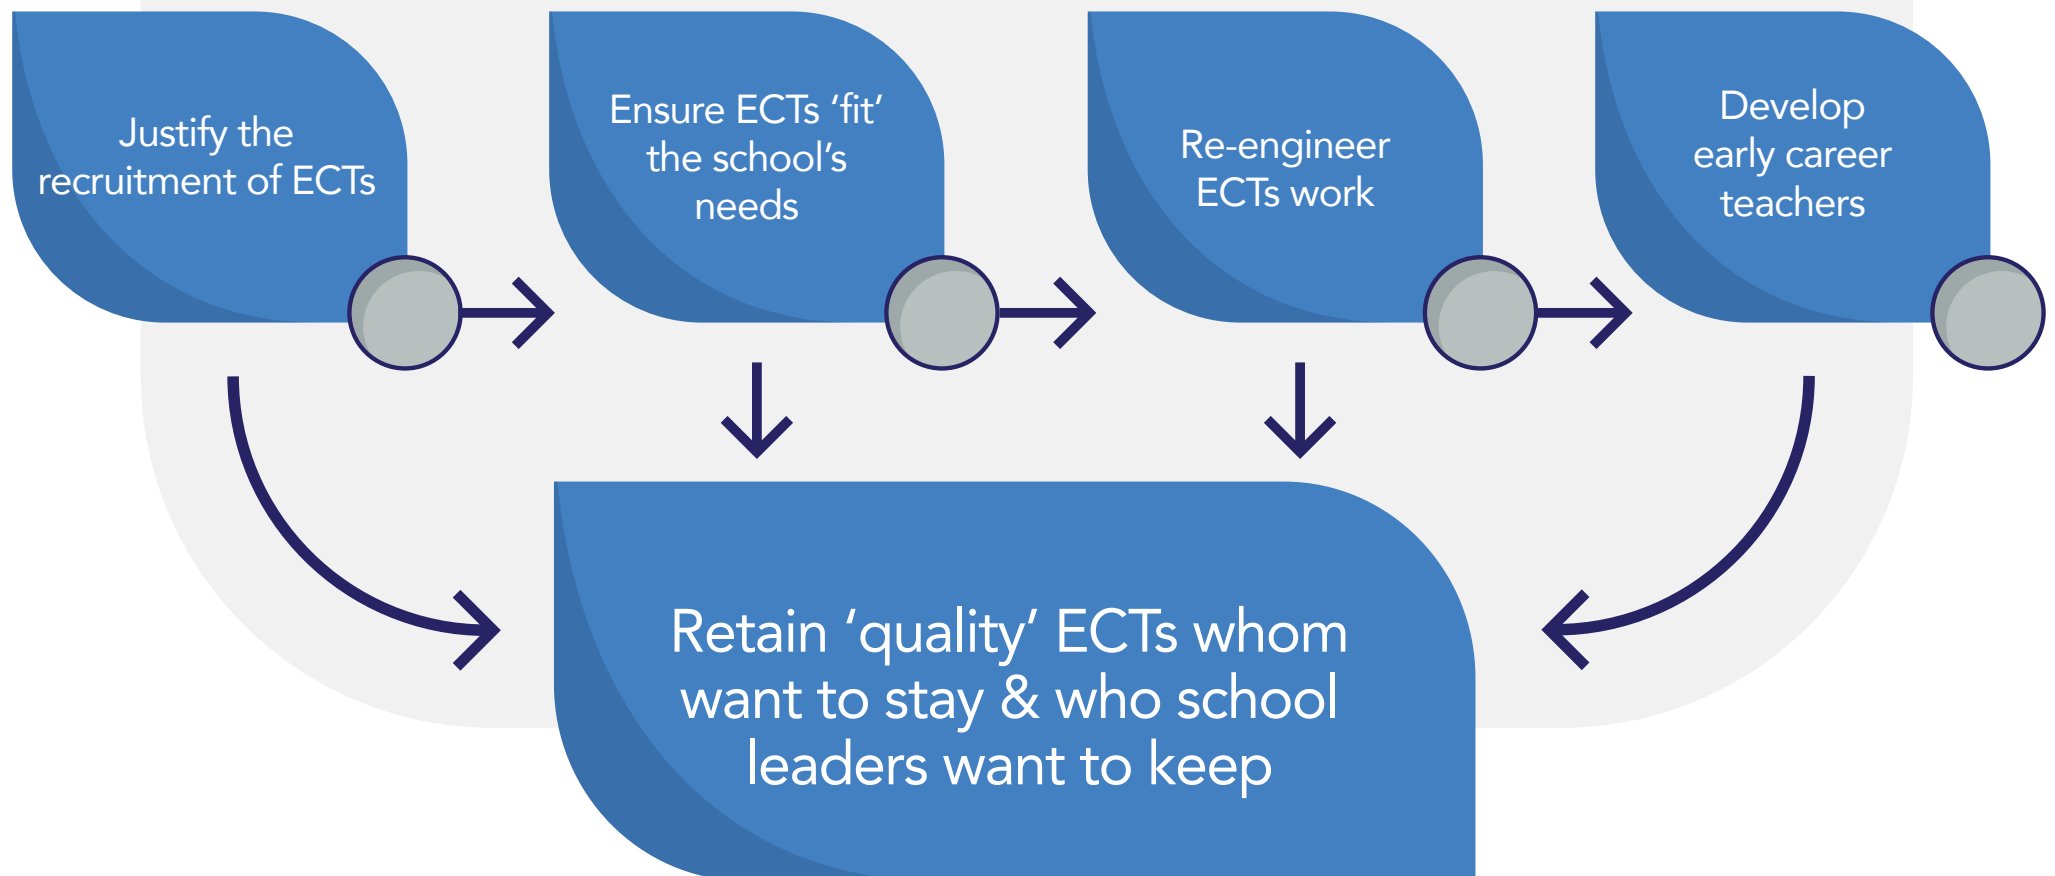 Justify the
recruitment of ECTs
Ensure ECTs ‘fit’
the school’s
needs
Re-engineer
ECTs work
Develop
early career
teachers
Retain ‘quality’ ECTs whom
want to stay & who school
leaders want to keep